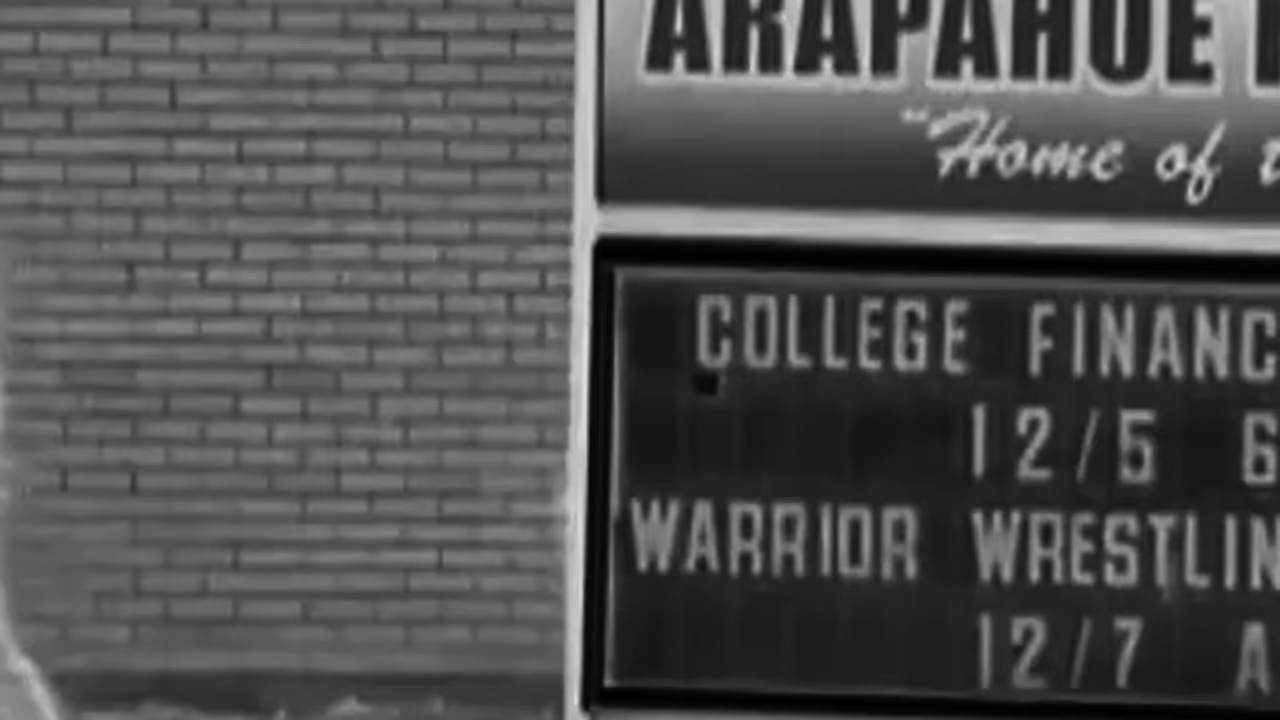 ARAPAHOE
"Home of
COLLEGE FINANC
12/5 6
WARRIOR WRESTLIN
12/7 A